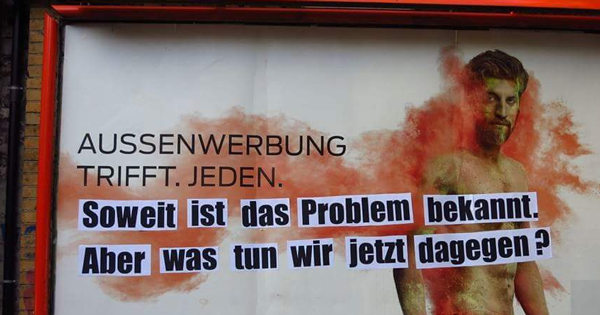 AUSSENWERBUNG
TRIFFT. JEDEN.
Soweit ist das Problem bekannt.
Aber was tun wir jetzt dagegen?